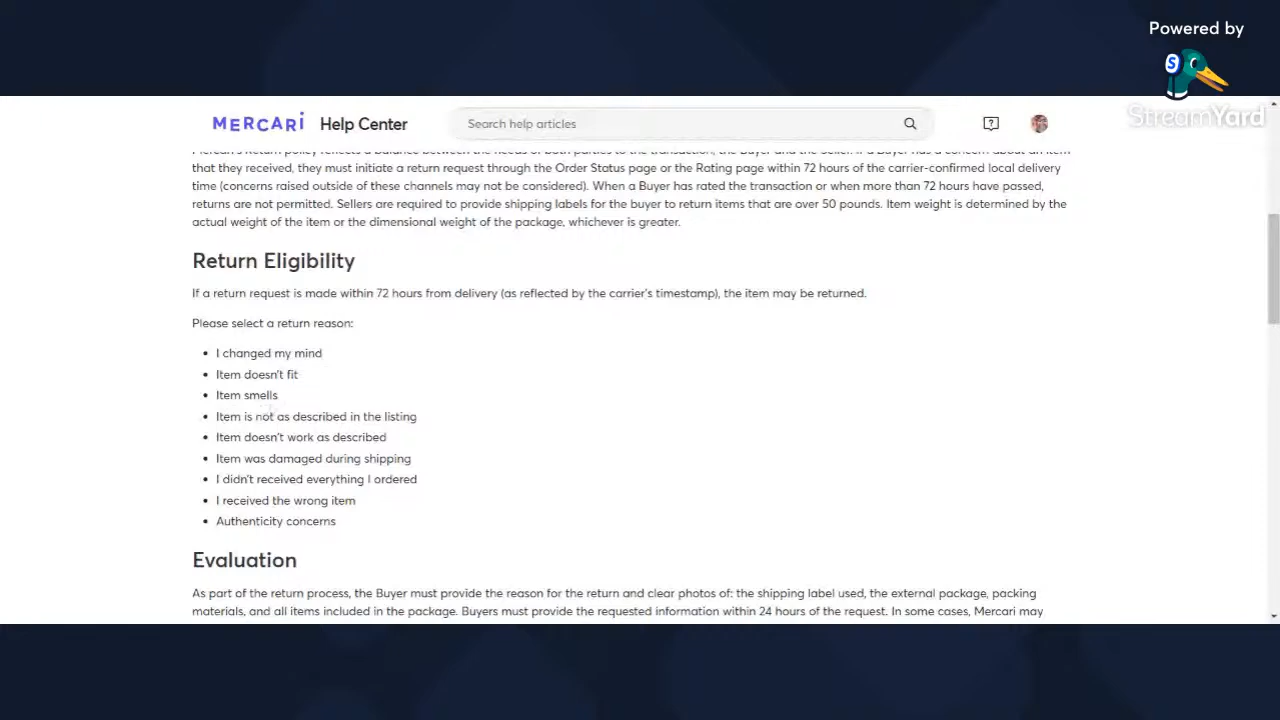 Powered by
S
StreamYard
MERCARI Help Center
Search help articles
Mercari's Return policy reflects a balance between the needs of both parties to the transaction, the Buyer and the Seller. If a Buyer has a concern about an item
that they received, they must initiate a return request through the Order Status page or the Rating page within 72 hours of the carrier-confirmed local delivery
time (concerns raised outside of these channels may not be considered). When a Buyer has rated the transaction or when more than 72 hours have passed,
returns are not permitted. Sellers are required to provide shipping labels for the buyer to return items that are over 50 pounds. Item weight is determined by the
actual weight of the item or the dimensional weight of the package, whichever is greater.
Return Eligibility
If a return request is made within 72 hours from delivery (as reflected by the carrier's timestamp), the item may be returned.
Please select a return reason:
• I changed my mind
• Item doesn't fit
• Item smells
• Item is not as described in the listing
• Item doesn't work as described
• Item was damaged during shipping
• I didn't received everything I ordered
• I received the wrong item
• Authenticity concerns
Evaluation
As part of the return process, the Buyer must provide the reason for the return and clear photos of: the shipping label used, the external package, packing
materials, and all items included in the package. Buyers must provide the requested information within 24 hours of the request. In some cases, Mercari may